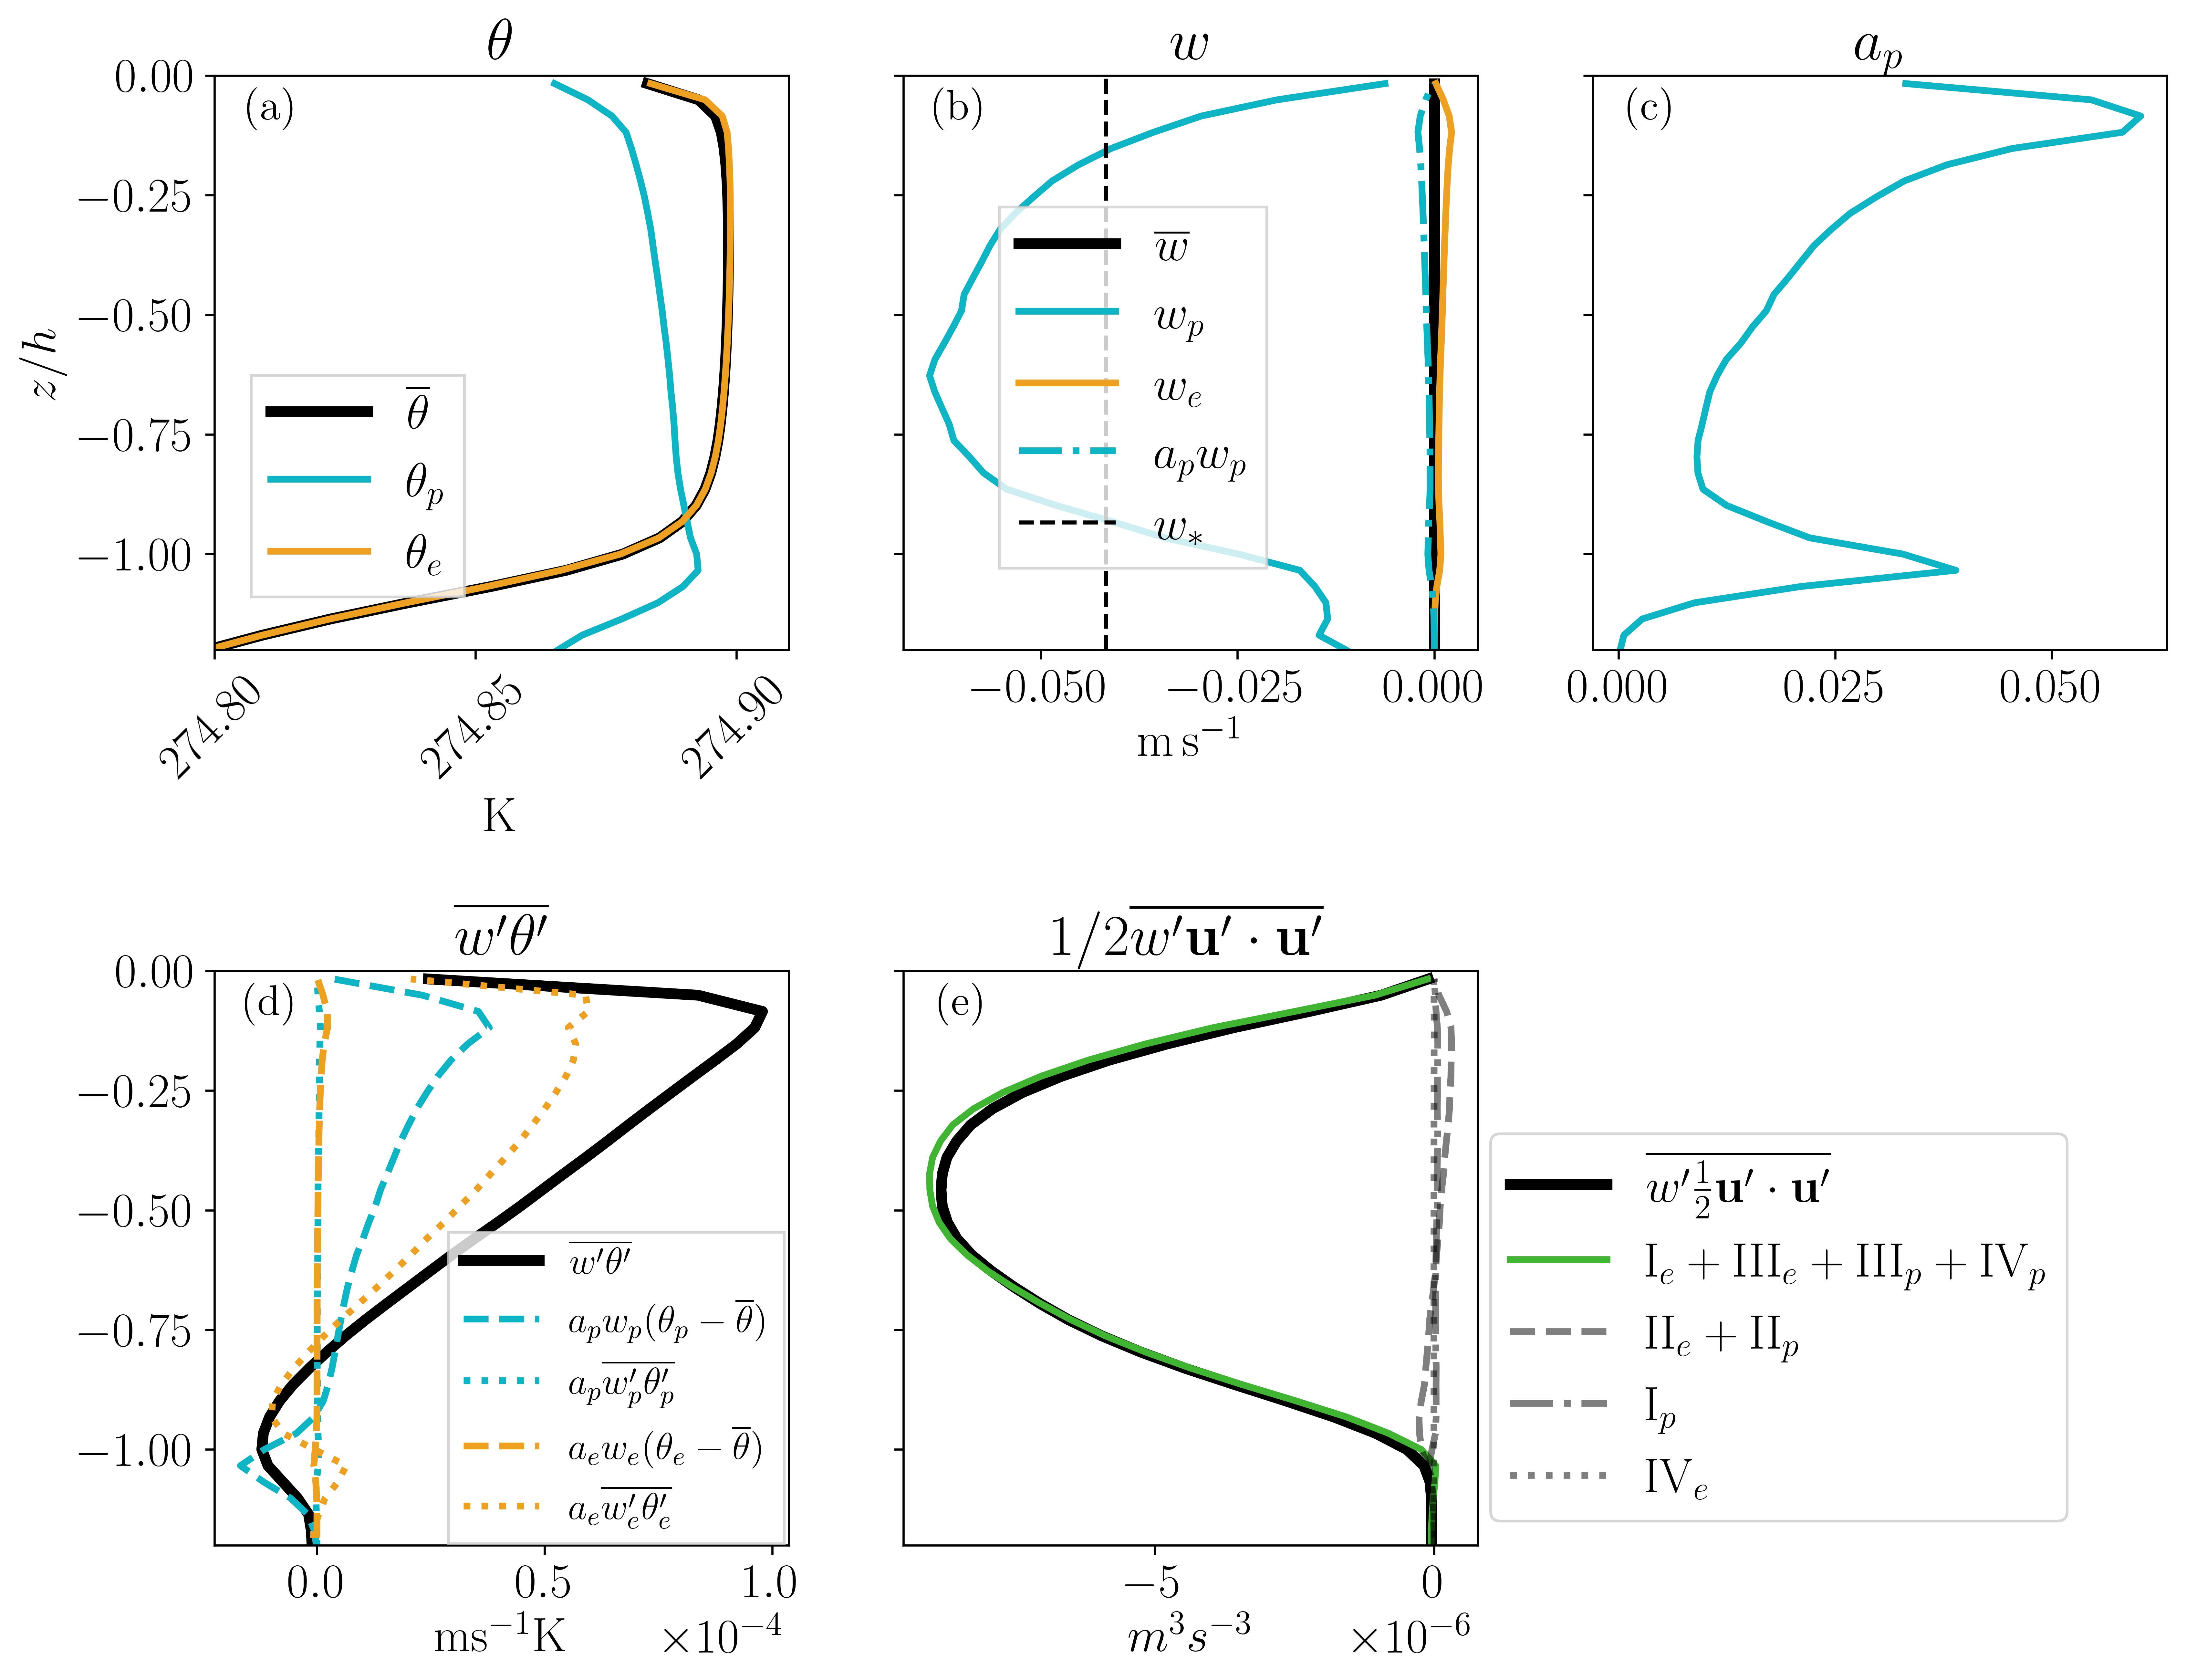 θ
w
a_p
(a)
(b)
(c)
0.00
−0.25
−0.50
−0.75
−1.00
z/h
θ̅
θ_p
θ_e
w̅
w_p
w_e
a_p w_p
w_*
274.80
274.85
274.90
K
−0.050
−0.025
0.000
m s⁻¹
0.000
0.025
0.050
\overline{w′θ′}
1/2\overline{w′𝐮′ · 𝐮′}
(d)
(e)
0.00
−0.25
−0.50
−0.75
−1.00
\overline{w′θ′}
a_p w_p(θ_p − θ̅)
a_p\overline{w′_pθ′_p}
a_e w_e(θ_e − θ̅)
a_e\overline{w′_eθ′_e}
\overline{w′\frac{1}{2}𝐮′ · 𝐮′}
I_e + III_e + III_p + IV_p
II_e + II_p
I_p
IV_e
0.0
0.5
1.0
ms⁻¹K
×10⁻⁴
−5
0
m³s⁻³
×10⁻⁶